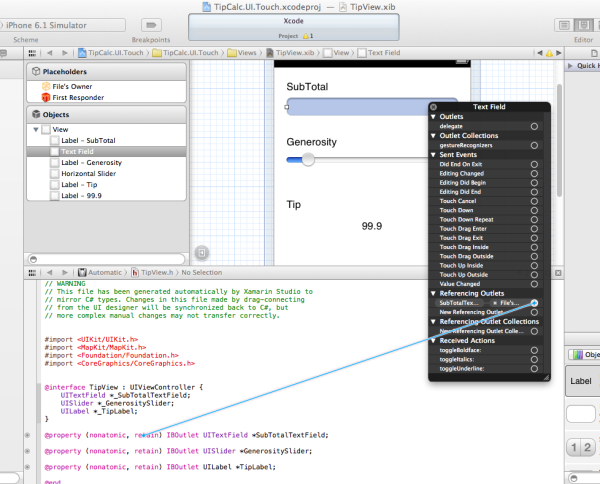 TipCalc.UI.Touch.xcodeproj — TipView.xib
iPhone 6.1 Simulator
Scheme
Breakpoints
Xcode
Project 1
Editor
TipCalc.UI.Touch
TipCalc.UI.Touch
Views
TipView.xib
View
Text Field
Placeholders
File's Owner
First Responder
Objects
View
Label – SubTotal
Text Field
Label – Generosity
Horizontal Slider
Label – Tip
Label – 99.9
SubTotal
Generosity
Tip
99.9
Text Field
Outlets
delegate
Outlet Collections
gestureRecognizers
Sent Events
Did End On Exit
Editing Changed
Editing Did Begin
Editing Did End
Touch Cancel
Touch Down
Touch Down Repeat
Touch Drag Enter
Touch Drag Exit
Touch Drag Inside
Touch Drag Outside
Touch Up Inside
Touch Up Outside
Value Changed
Referencing Outlets
SubTotalTex... File's...
New Referencing Outlet
Referencing Outlet Collections
New Referencing Outlet Colle...
Received Actions
toggleBoldface:
toggleItalics:
toggleUnderline:
Quick H
Obje
Label
1 2
Automatic
TipView.h
No Selection
// WARNING
// This file has been generated automatically by Xamarin Studio to
// mirror C# types. Changes in this file made by drag-connecting
// from the UI designer will be synchronized back to C#, but
// more complex manual changes may not transfer correctly.
#import <UIKit/UIKit.h>
#import <MapKit/MapKit.h>
#import <Foundation/Foundation.h>
#import <CoreGraphics/CoreGraphics.h>
@interface TipView : UIViewController {
UITextField *_SubTotalTextField;
UISlider *_GenerositySlider;
UILabel *_TipLabel;
}
@property (nonatomic, retain) IBOutlet UITextField *SubTotalTextField;
@property (nonatomic, retain) IBOutlet UISlider *GenerositySlider;
@property (nonatomic, retain) IBOutlet UILabel *TipLabel;
@end